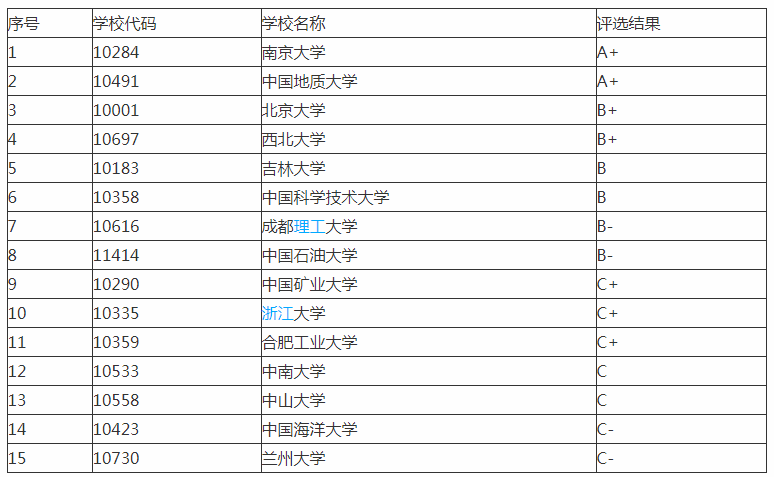 序号 学校代码 学校名称 评选结果
1 10284 南京大学 A+
2 10491 中国地质大学 A+
3 10001 北京大学 B+
4 10697 西北大学 B+
5 10183 吉林大学 B
6 10358 中国科学技术大学 B
7 10616 成都理工大学 B-
8 11414 中国石油大学 B-
9 10290 中国矿业大学 C+
10 10335 浙江大学 C+
11 10359 合肥工业大学 C+
12 10533 中南大学 C
13 10558 中山大学 C
14 10423 中国海洋大学 C-
15 10730 兰州大学 C-